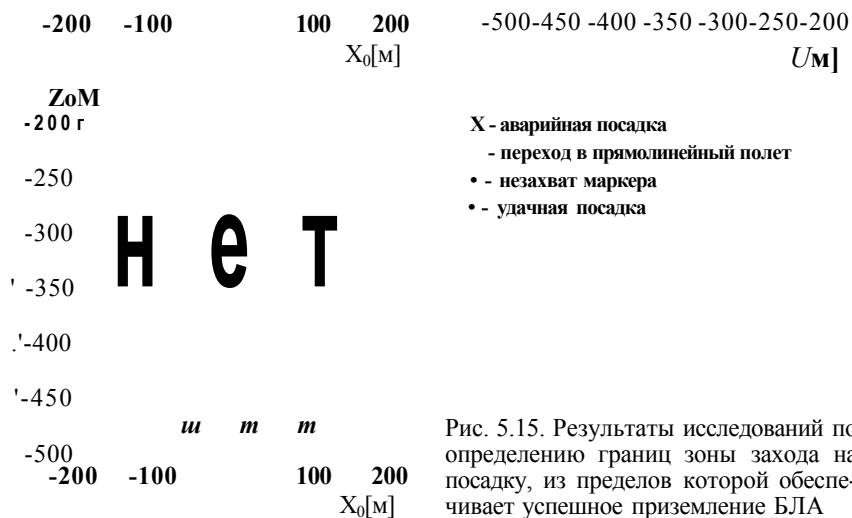 -200 -100 100 200
X₀[м]
-500-450 -400 -350 -300-250-200
Uм]
ZоМ
-200 г
-250
-300
' -350
.'-400
'-450
-500
нет
ш т т
-200 -100 100 200
X₀[м]
X - аварийная посадка
- переход в прямолинейный полет
• - незахват маркера
• - удачная посадка
Рис. 5.15. Результаты исследований по
определению границ зоны захода на
посадку, из пределов которой обеспе-
чивает успешное приземление БЛА